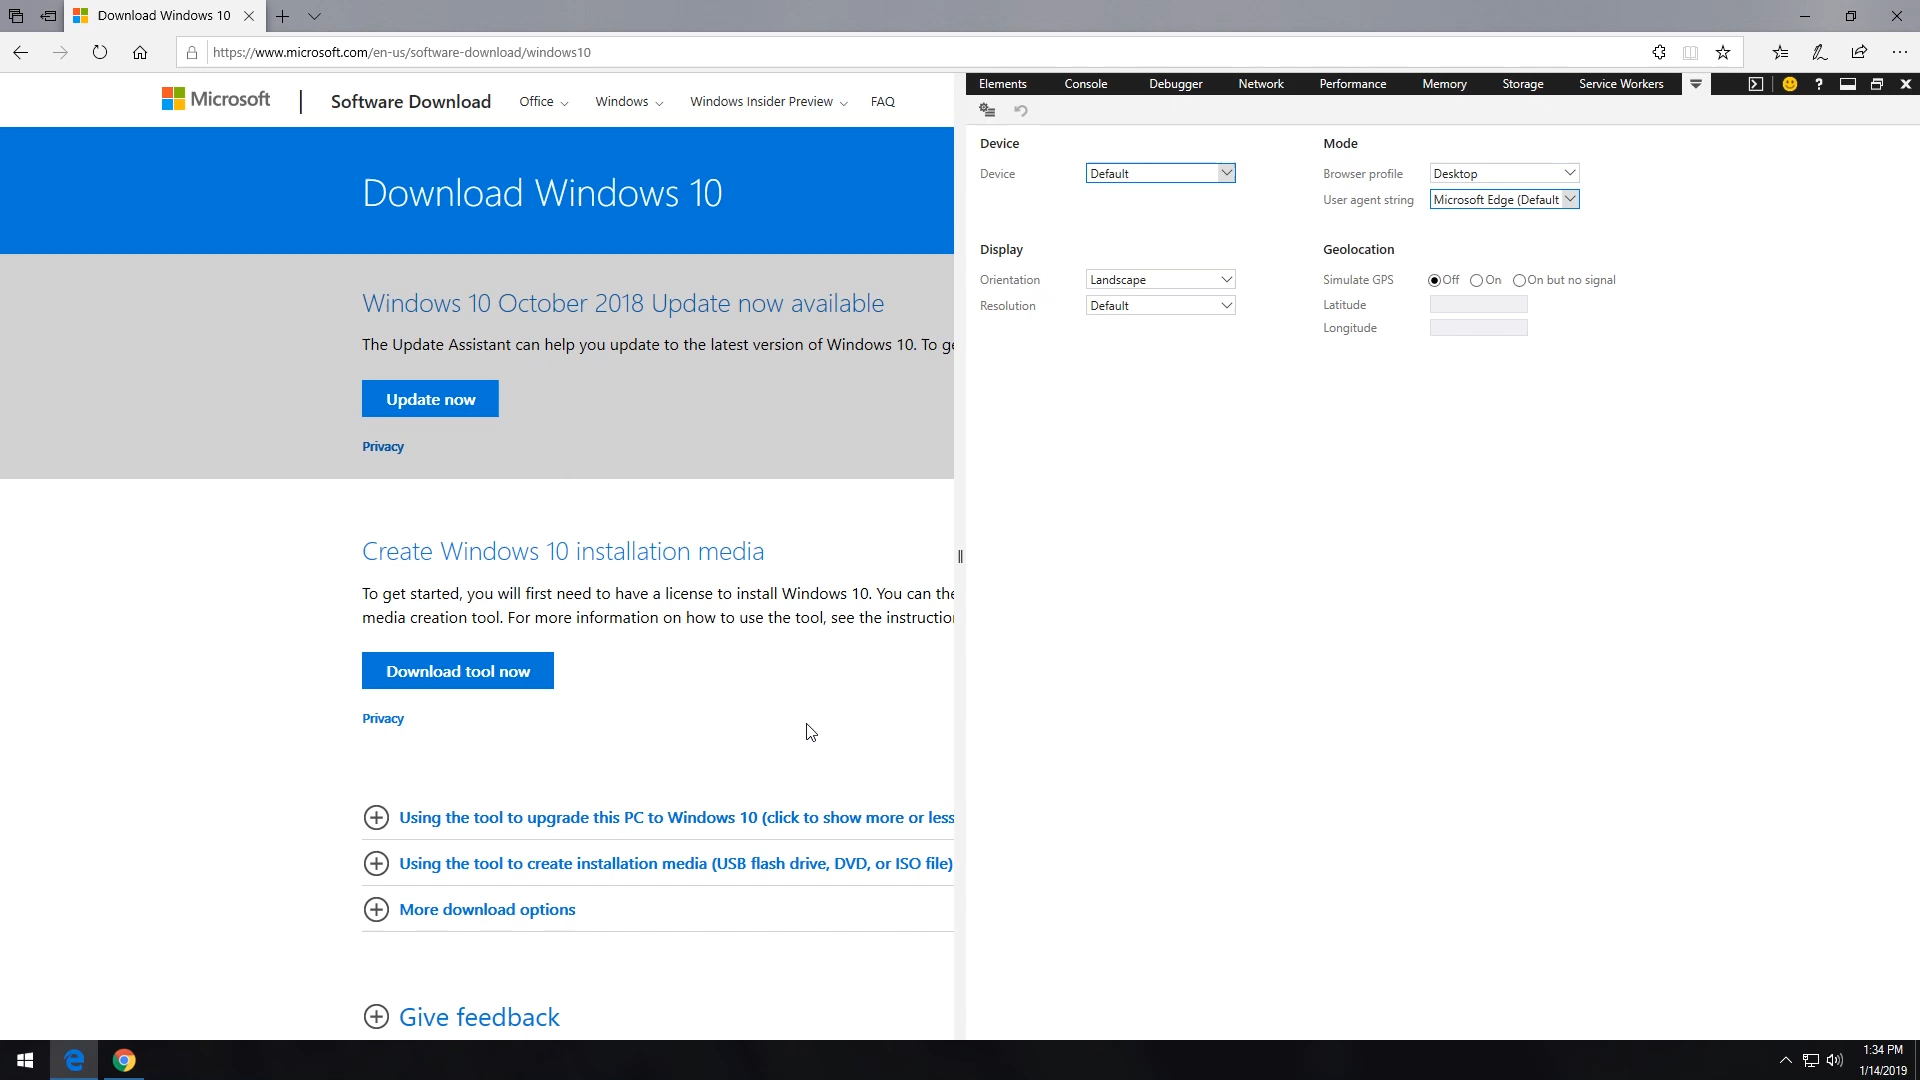 Download Windows 10
https://www.microsoft.com/en-us/software-download/windows10
Microsoft
Software Download
Office
Windows
Windows Insider Preview
FAQ
Download Windows 10
Windows 10 October 2018 Update now available
The Update Assistant can help you update to the latest version of Windows 10. To ge
Update now
Privacy
Create Windows 10 installation media
To get started, you will first need to have a license to install Windows 10. You can the
media creation tool. For more information on how to use the tool, see the instruction
Download tool now
Privacy
Using the tool to upgrade this PC to Windows 10 (click to show more or less
Using the tool to create installation media (USB flash drive, DVD, or ISO file)
More download options
Give feedback
Elements
Console
Debugger
Network
Performance
Memory
Storage
Service Workers
?
Device
Device
Default
Mode
Browser profile
Desktop
User agent string
Microsoft Edge (Default
Display
Orientation
Landscape
Resolution
Default
Geolocation
Simulate GPS
Off
On
On but no signal
Latitude
Longitude
1:34 PM
1/14/2019